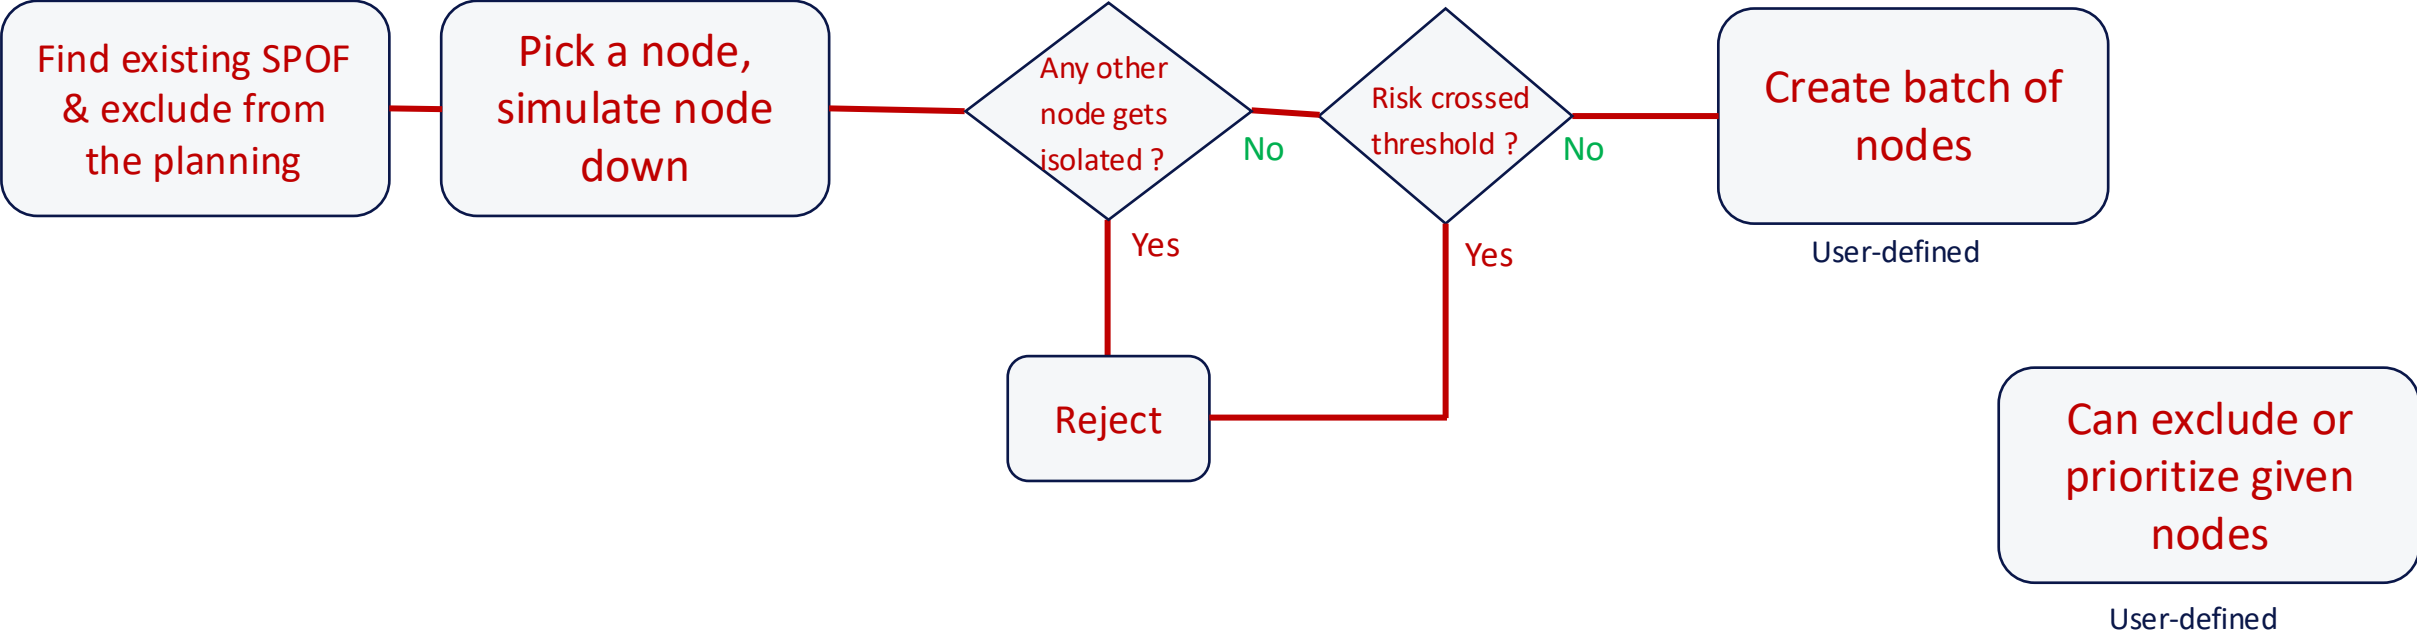 Find existing SPOF
& exclude from
the planning
Pick a node,
simulate node
down
Any other
node gets
isolated ?
No
Yes
Risk crossed
threshold ?
No
Yes
Create batch of
nodes
User-defined
Reject
Can exclude or
prioritize given
nodes
User-defined